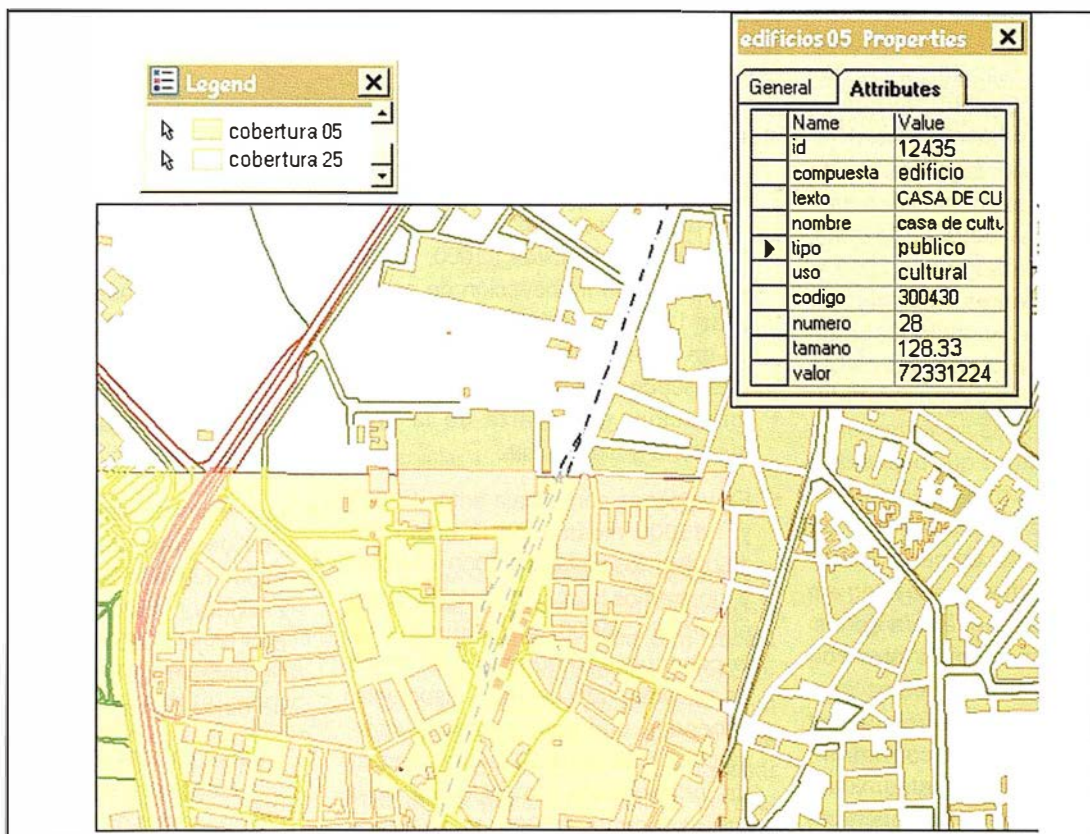 Legend
cobertura 05
cobertura 25
edificios 05 Properties
General Attributes
Name Value
id 12435
compuesta edificio
texto CASA DE CU
nombre casa de cultu
tipo publico
uso cultural
codigo 300430
numero 28
tamano 128.33
valor 72331224